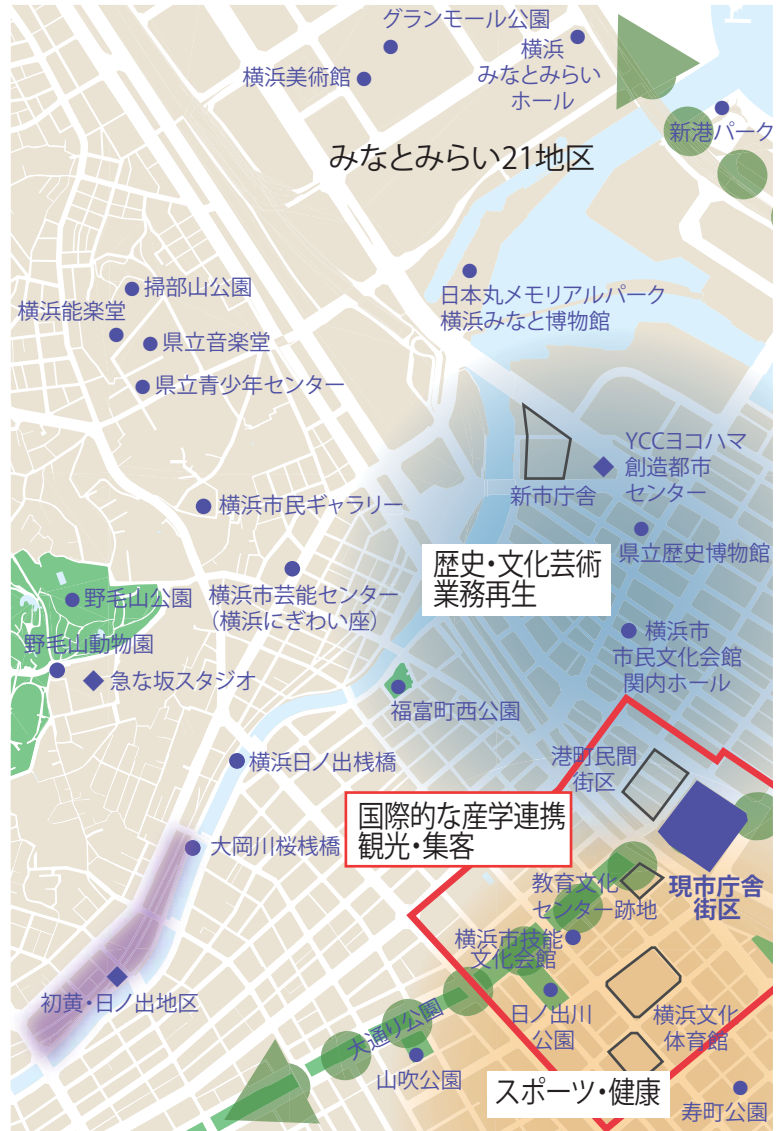 グランモール公園
横浜美術館
横浜
みなとみらい
ホール
新港パーク
みなとみらい21地区
掃部山公園
横浜能楽堂
県立音楽堂
県立青少年センター
日本丸メモリアルパーク
横浜みなと博物館
YCCヨコハマ
創造都市
センター
新市庁舎
横浜市民ギャラリー
県立歴史博物館
歴史・文化芸術
業務再生
横浜市芸能センター
(横浜にぎわい座)
野毛山公園
野毛山動物園
急な坂スタジオ
横浜市
市民文化会館
関内ホール
福富町西公園
横浜日ノ出桟橋
港町民間
街区
国際的な産学連携
観光・集客
大岡川桜桟橋
教育文化
センター跡地
現市庁舎
街区
横浜市技能
文化会館
初黄・日ノ出地区
日ノ出川
公園
横浜文化
体育館
大通り公園
山吹公園
スポーツ・健康
寿町公園